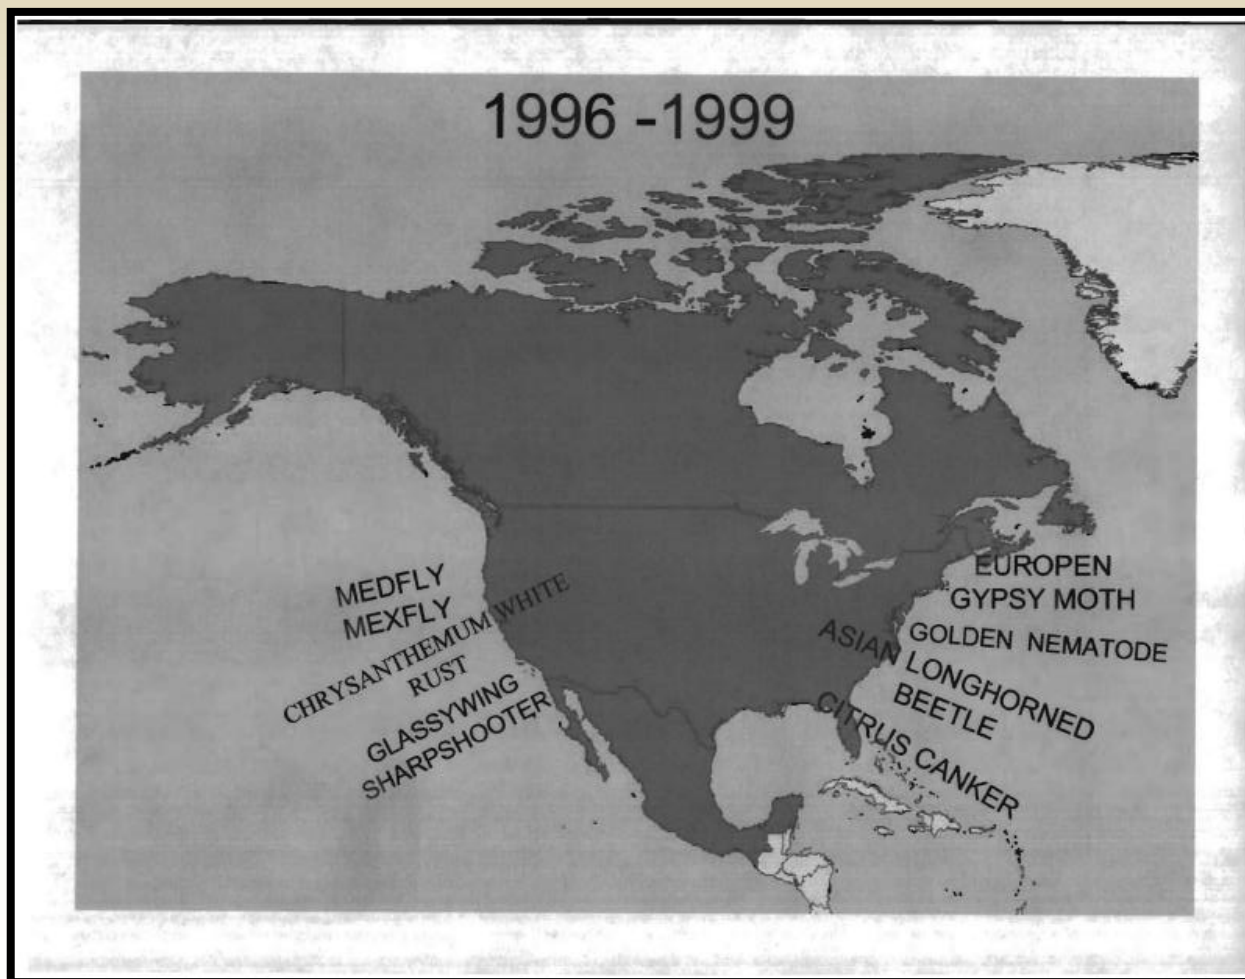 1996 -1999
MEDFLY
MEXFLY
CHRYSANTHEMUM WHITE
RUST
GLASSYWING
SHARPSHOOTER
EUROPEN
GYPSY MOTH
GOLDEN NEMATODE
ASIAN LONGHORNED
BEETLE
CITRUS CANKER